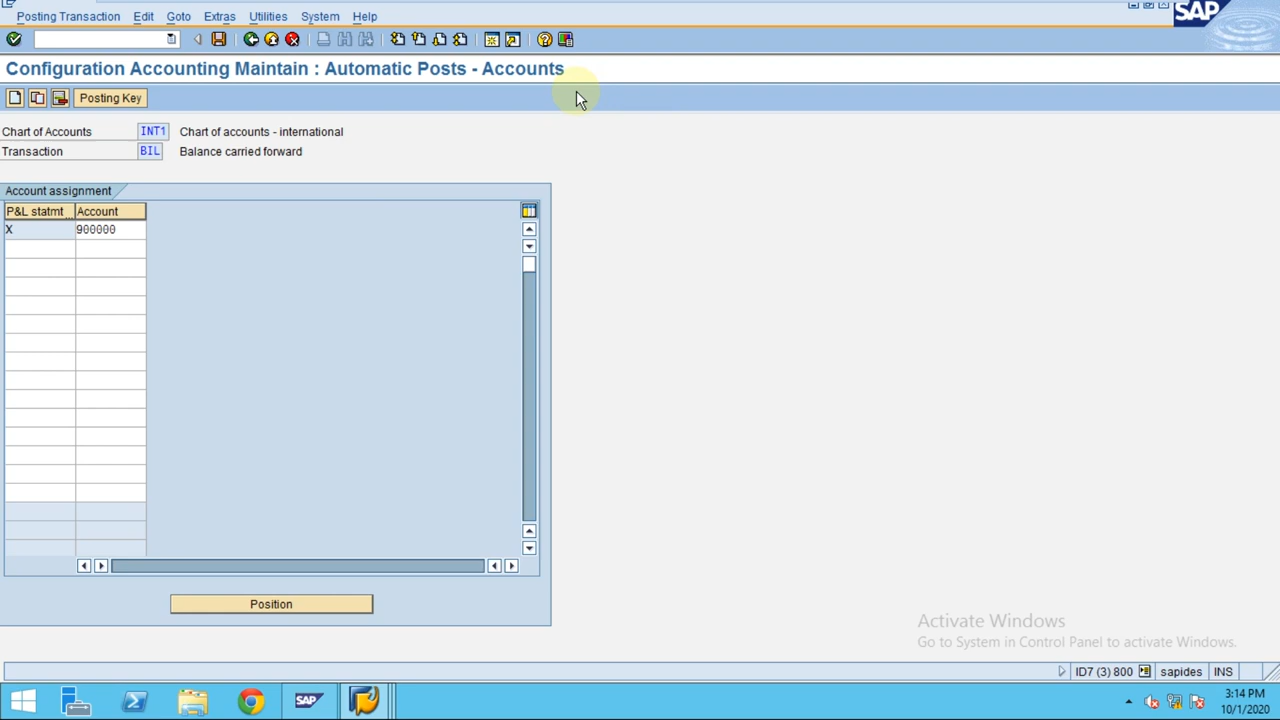 Posting Transaction Edit Goto Extras Utilities System Help
SAP
Configuration Accounting Maintain : Automatic Posts - Accounts
Posting Key
Chart of Accounts INT1 Chart of accounts - international
Transaction BIL Balance carried forward
Account assignment
P&L statmt... Account
X 900000
Position
Activate Windows
Go to System in Control Panel to activate Windows.
ID7 (3) 800 sapides INS
SAP
3:14 PM
10/1/2020